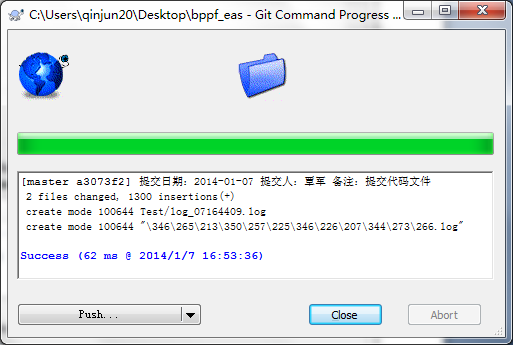 C:\Users\qinjun20\Desktop\bppf_eas - Git Command Progress ...
[master a3073f2] 提交日期: 2014-01-07 提交人: 覃军 备注: 提交代码文件
2 files changed, 1300 insertions(+)
create mode 100644 Test/log_07164409.log
create mode 100644 "\346\265\213\350\257\225\346\226\207\344\273\266.log"
Success (62 ms @ 2014/1/7 16:53:36)
Push...
Close
Abort